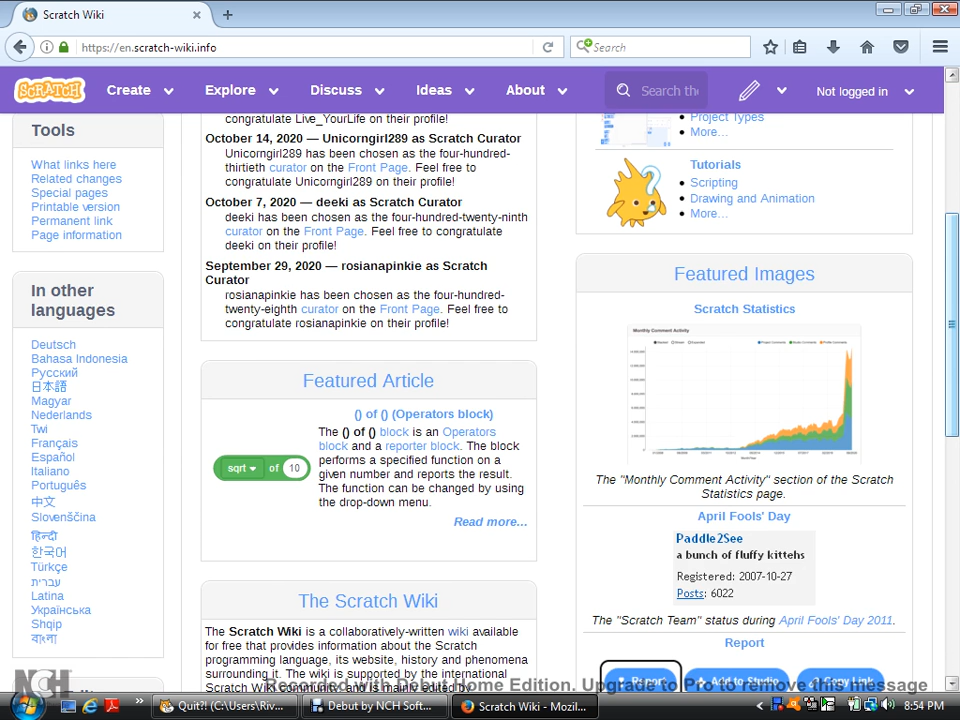 Scratch Wiki
https://en.scratch-wiki.info
Search
SCRATCH
Create
Explore
Discuss
Ideas
About
Search the
Not logged in
Tools
What links here
Related changes
Special pages
Printable version
Permanent link
Page information
In other
languages
Deutsch
Bahasa Indonesia
Русский
日本語
Magyar
Nederlands
Twi
Français
Español
Italiano
Português
中文
Slovenščina
हिन्दी
한국어
Türkçe
עברית
Latina
Українська
Shqip
বাংলা
congratulate Live_YourLife on their profile!
October 14, 2020 — Unicorngirl289 as Scratch Curator
Unicorngirl289 has been chosen as the four-hundred-
thirtieth curator on the Front Page. Feel free to
congratulate Unicorngirl289 on their profile!
October 7, 2020 — deeki as Scratch Curator
deeki has been chosen as the four-hundred-twenty-ninth
curator on the Front Page. Feel free to congratulate
deeki on their profile!
September 29, 2020 — rosianapinkie as Scratch
Curator
rosianapinkie has been chosen as the four-hundred-
twenty-eighth curator on the Front Page. Feel free to
congratulate rosianapinkie on their profile!
Featured Article
() of () (Operators block)
sqrt of 10
The () of () block is an Operators
block and a reporter block. The block
performs a specified function on a
given number and reports the result.
The function can be changed by using
the drop-down menu.
Read more...
The Scratch Wiki
The Scratch Wiki is a collaboratively-written wiki available
for free that provides information about the Scratch
programming language, its website, history and phenomena
surrounding it. The wiki is supported by the international
Scratch Wiki community and is mainly edited by
Project Types
More...
Tutorials
Scripting
Drawing and Animation
More...
Featured Images
Scratch Statistics
Monthly Comment Activity
The "Monthly Comment Activity" section of the Scratch
Statistics page.
April Fools' Day
Paddle2See
a bunch of fluffy kittehs
Registered: 2007-10-27
Posts: 6022
The "Scratch Team" status during April Fools' Day 2011.
Report
Report
Add to Studio
Copy Link
NCH
Recorded with Debut Home Edition. Upgrade to Pro to remove this message
Quit?! (C:\Users\Riv...
Debut by NCH Soft...
Scratch Wiki - Mozil...
8:54 PM